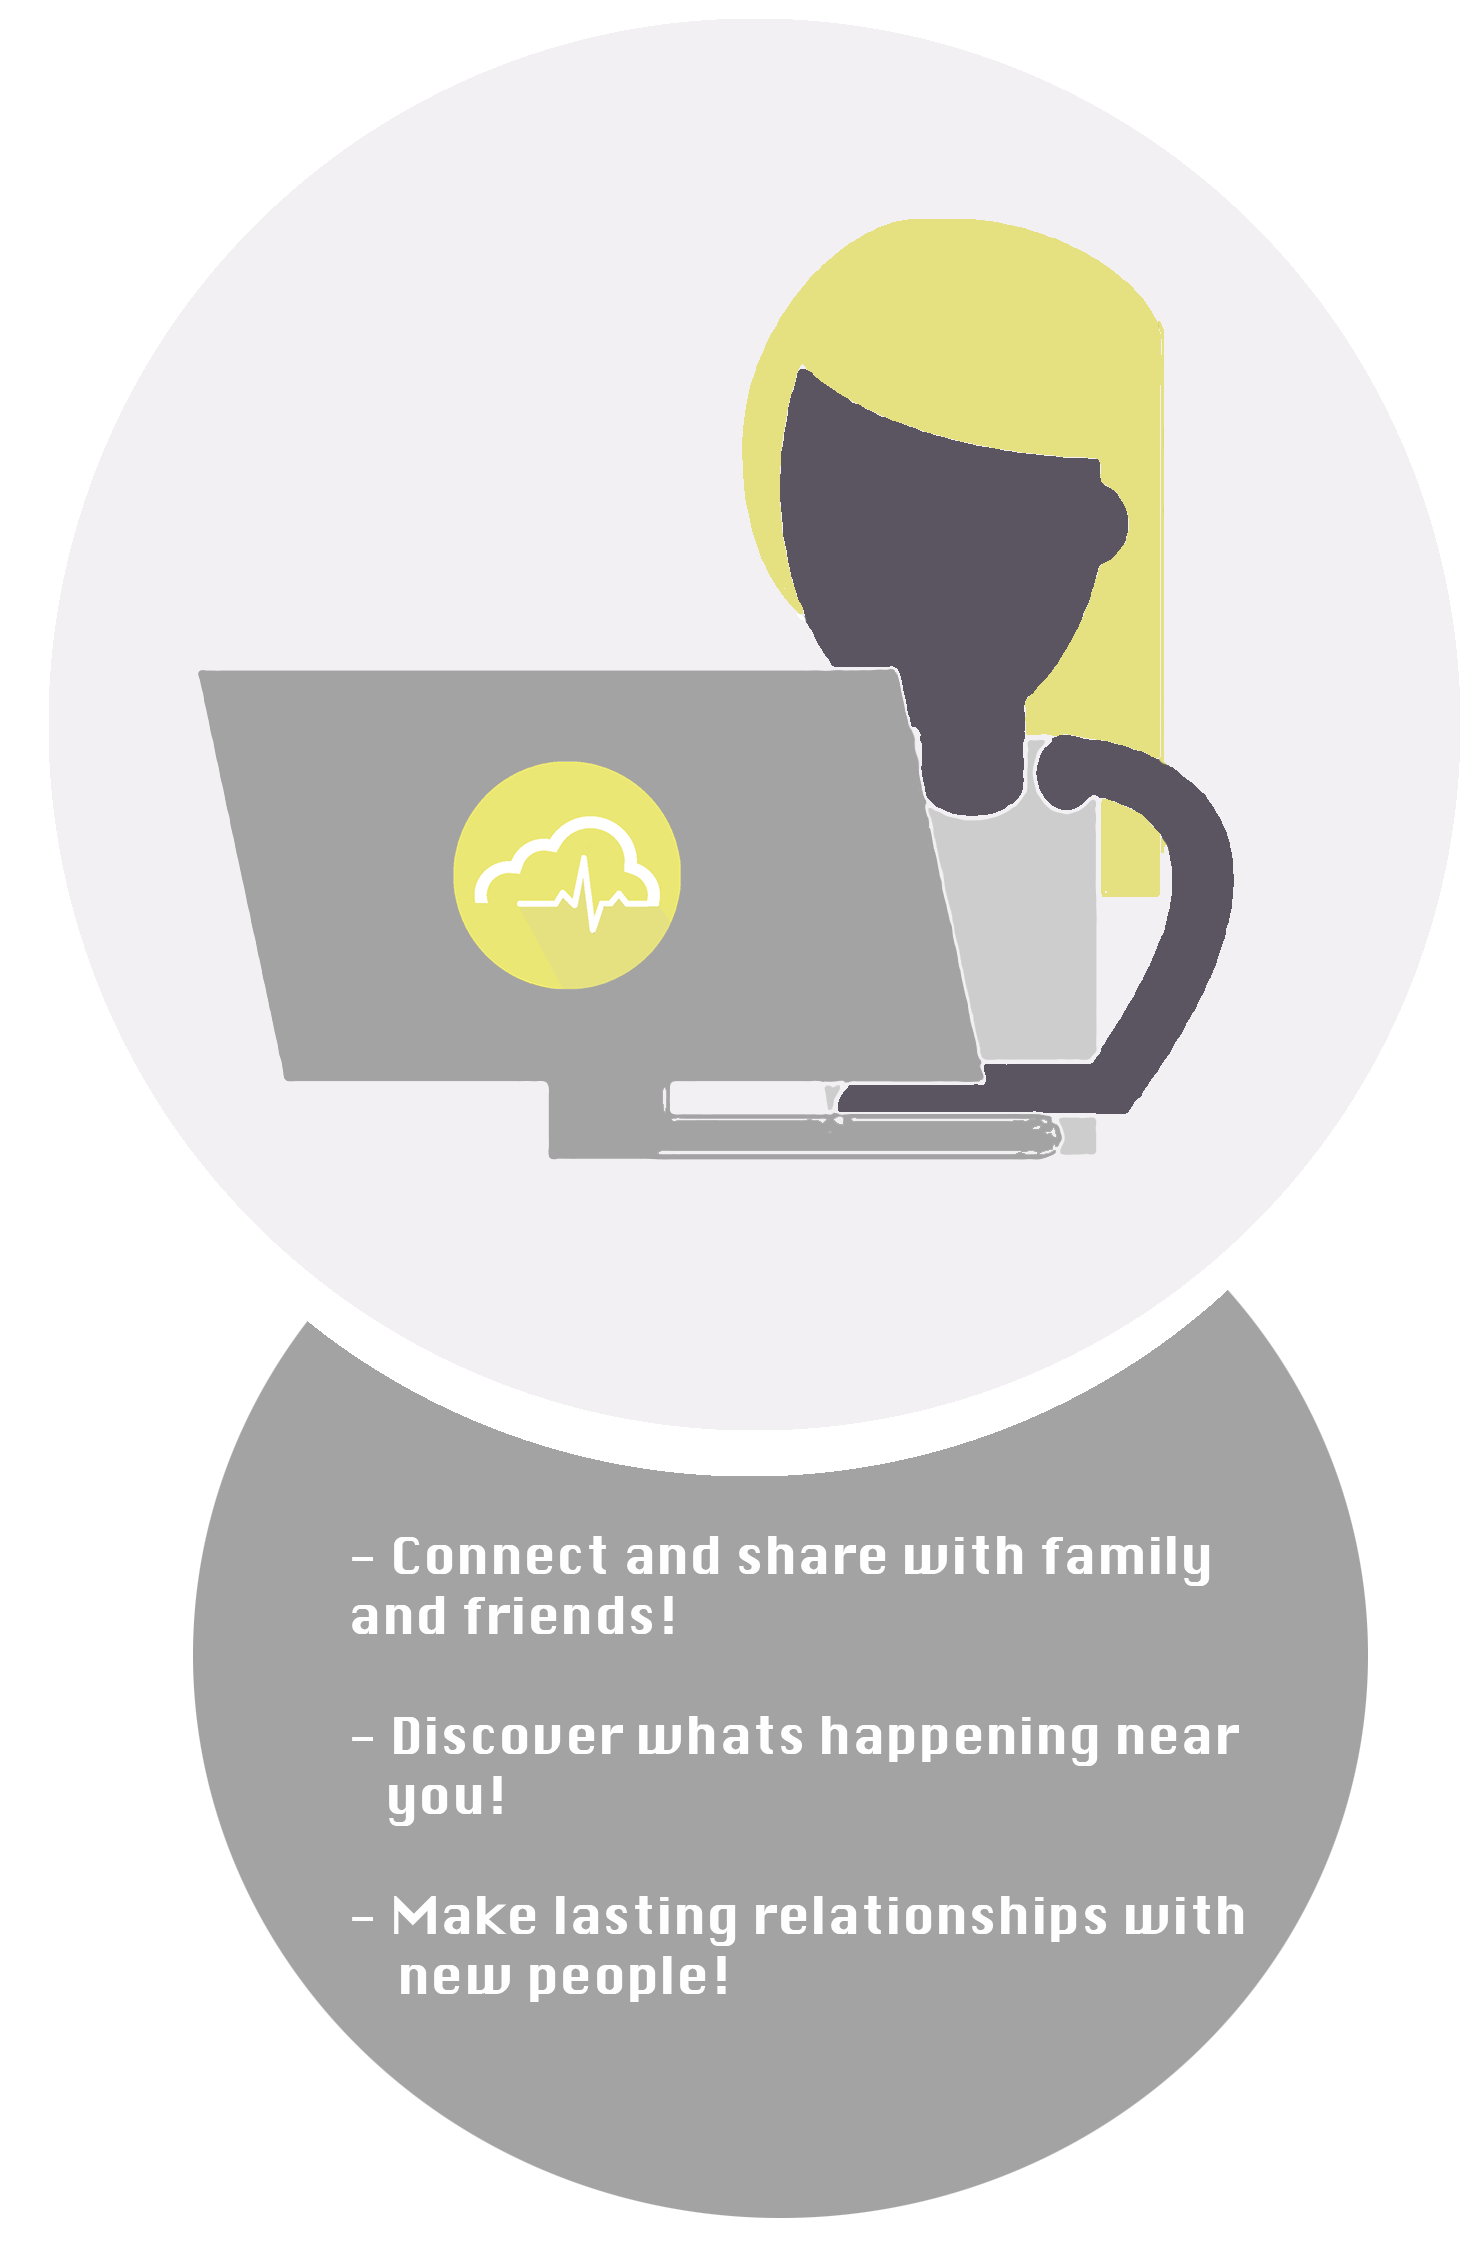 - Connect and share with family
and friends!
- Discover whats happening near
you!
- Make lasting relationships with
new people!